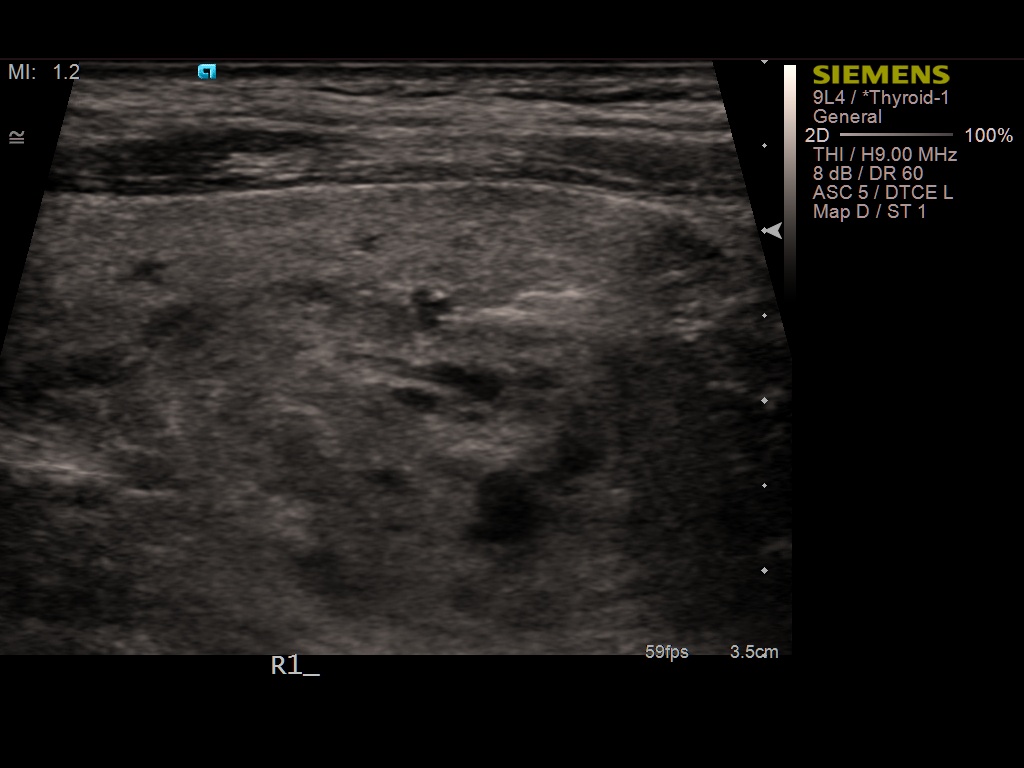 MI: 1.2
SIEMENS
9L4 / *Thyroid-1
General
2D 100%
THI / H9.00 MHz
8 dB / DR 60
ASC 5 / DTCE L
Map D / ST 1
59fps 3.5cm
R1_